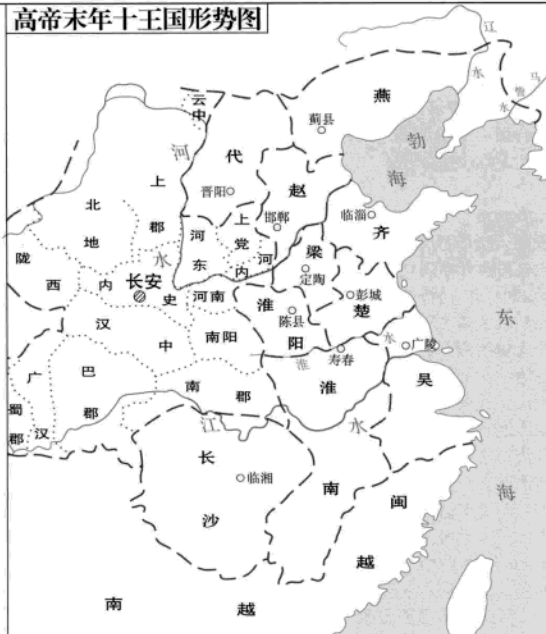 高帝末年十王国形势图
辽
水
马
訾
水
燕
蓟县
云中
河
代
晋阳
勃
海
上
郡
赵
邯郸
临淄
齐
北
地
上
党
河
东
河
内
梁
定陶
陇
西
水
内
长安
史
河南
淮
陈县
阳
彭城
楚
东
汉
中
南阳
淮
寿春
水
广陵
吴
广
汉
巴
郡
南
郡
淮
南
蜀
郡
江
水
长
沙
临湘
闽
越
海
南
越